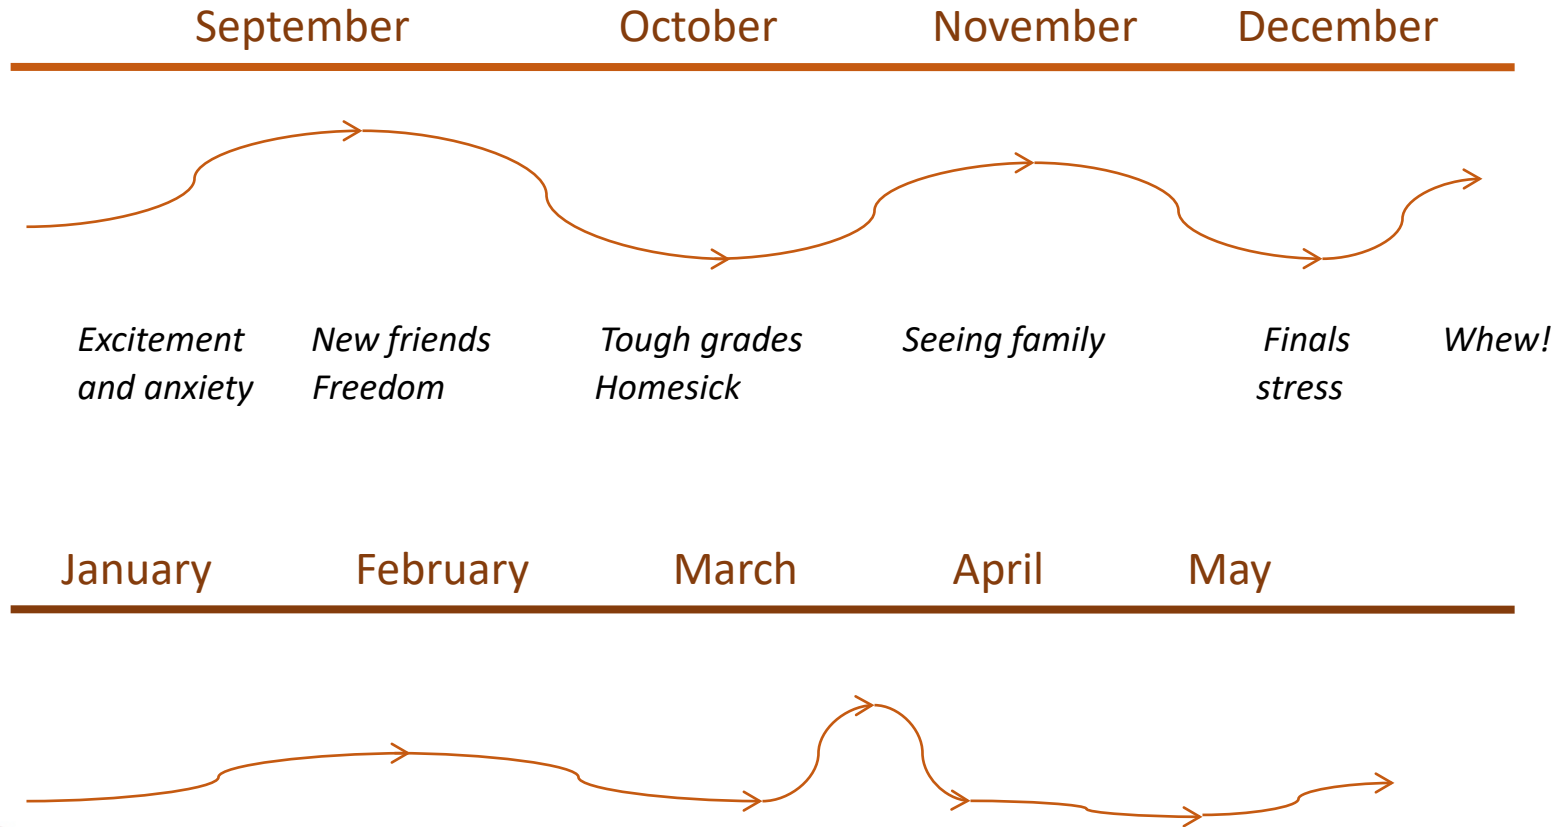 September October November December
Excitement New friends Tough grades Seeing family Finals Whew!
and anxiety Freedom Homesick stress
January February March April May